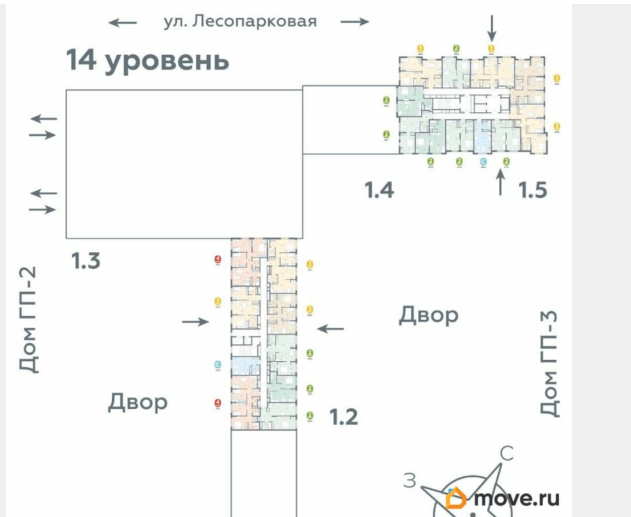 ул. Лесопарковая
14 уровень
1.4
1.5
1.3
Дом ГП-2
Двор
Дом ГП-3
Двор
1.2
С
З
move.ru